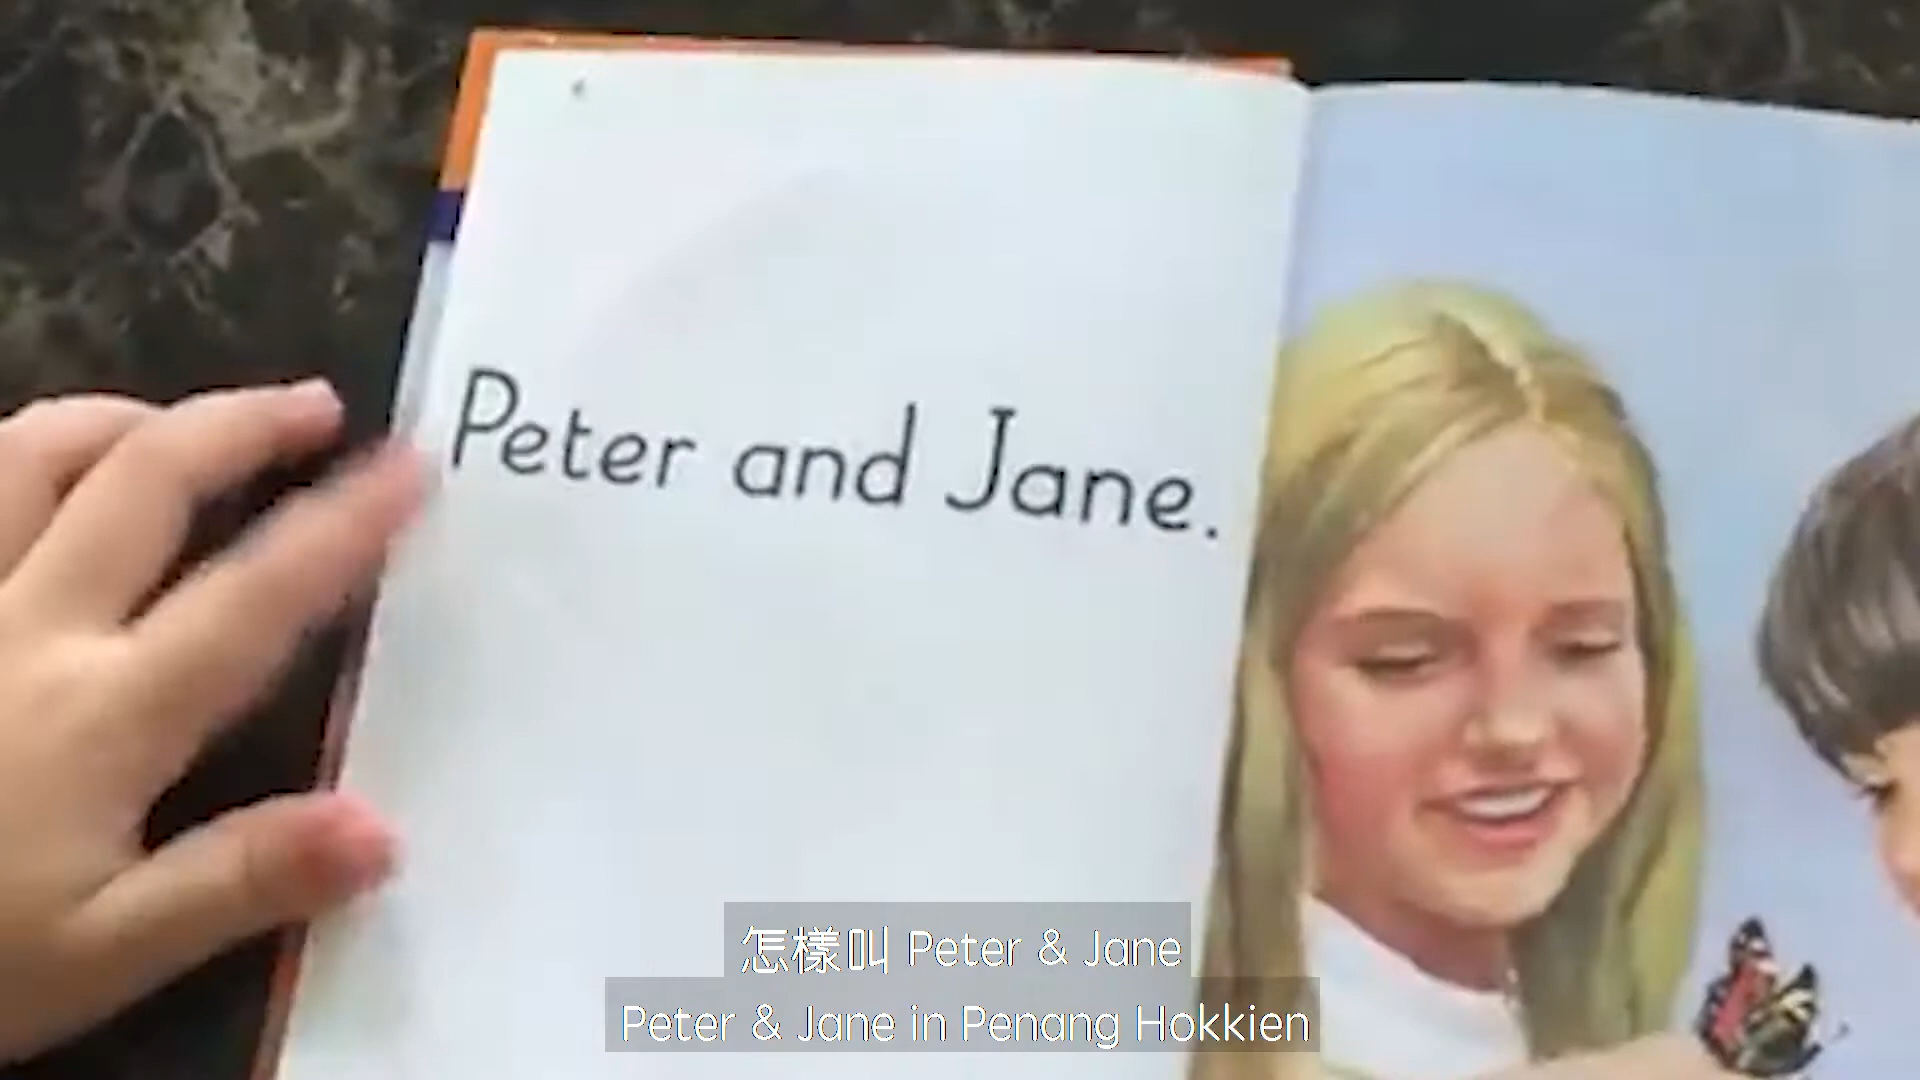 Peter and Jane.
怎樣叫 Peter & Jane
Peter & Jane in Penang Hokkien